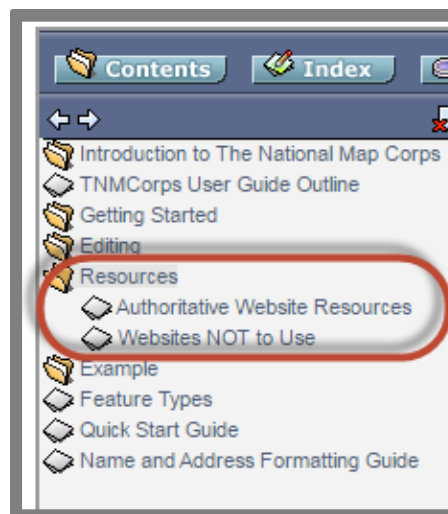 Contents Index
Introduction to The National Map Corps
TNMCorps User Guide Outline
Getting Started
Editing
Resources
Authoritative Website Resources
Websites NOT to Use
Example
Feature Types
Quick Start Guide
Name and Address Formatting Guide